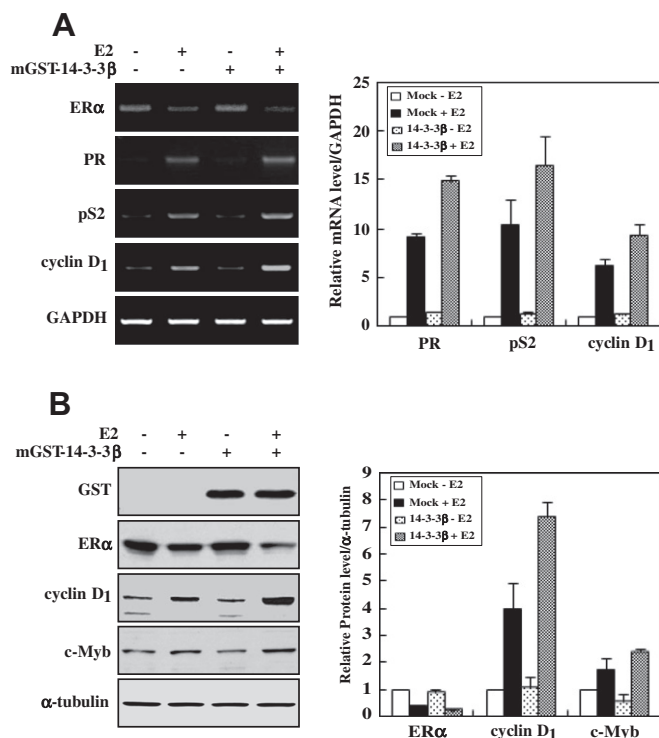 A
E2 - + - +
mGST-14-3-3β - - + +
ERα
PR
pS2
cyclin D1
GAPDH
Relative mRNA level/GAPDH
25
20
15
10
5
0
Mock - E2
Mock + E2
14-3-3β - E2
14-3-3β + E2
PR pS2 cyclin D1
B
E2 - + - +
mGST-14-3-3β - - + +
GST
ERα
cyclin D1
c-Myb
α-tubulin
Relative Protein level/α-tubulin
9
8
7
6
4
2
1
0
Mock - E2
Mock + E2
14-3-3β - E2
14-3-3β + E2
ERα cyclin D1 c-Myb